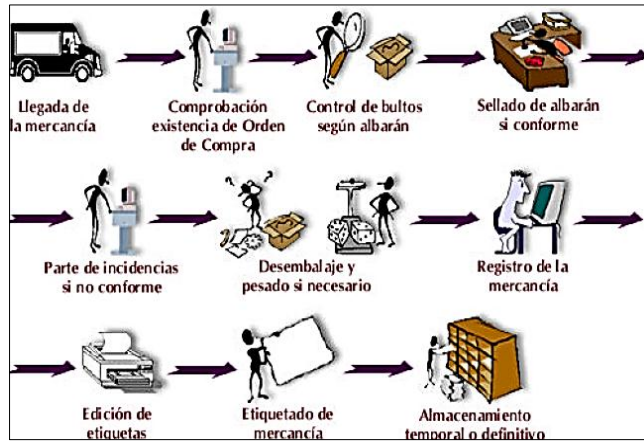 Llegada de
la mercancía
Comprobación
existencia de Orden
de Compra
Control de bultos
según albarán
Sellado de albarán
si conforme
Parte de incidencias
si no conforme
Desembalaje y
pesado si necesario
Registro de la
mercancía
Edición de
etiquetas
Etiquetado de
mercancía
Almacenamiento
temporal o definitivo